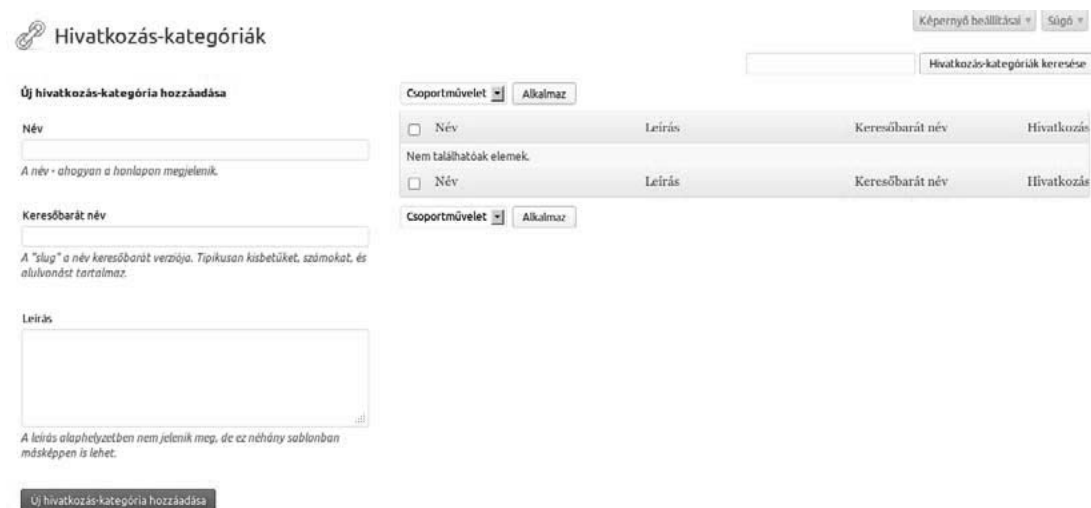 Hivatkozás-kategóriák
Képernyő beállításai
Súgó
Hivatkozás-kategóriák keresése
Új hivatkozás-kategória hozzáadása
Név
A név - ahogyan a honlapon megjelenik.
Keresőbarát név
A "slug" a név keresőbarát verziója. Tipikusan kisbetűket, számokat, és
alulvonást tartalmaz.
Leírás
A leírás alaphelyzetben nem jelenik meg, de ez néhány sablonban
másképpen is lehet.
Új hivatkozás-kategória hozzáadása
Csoportművelet Alkalmaz
Név Leírás Keresőbarát név Hivatkozás
Nem találhatóak elemek.
Név Leírás Keresőbarát név Hivatkozás
Csoportművelet Alkalmaz